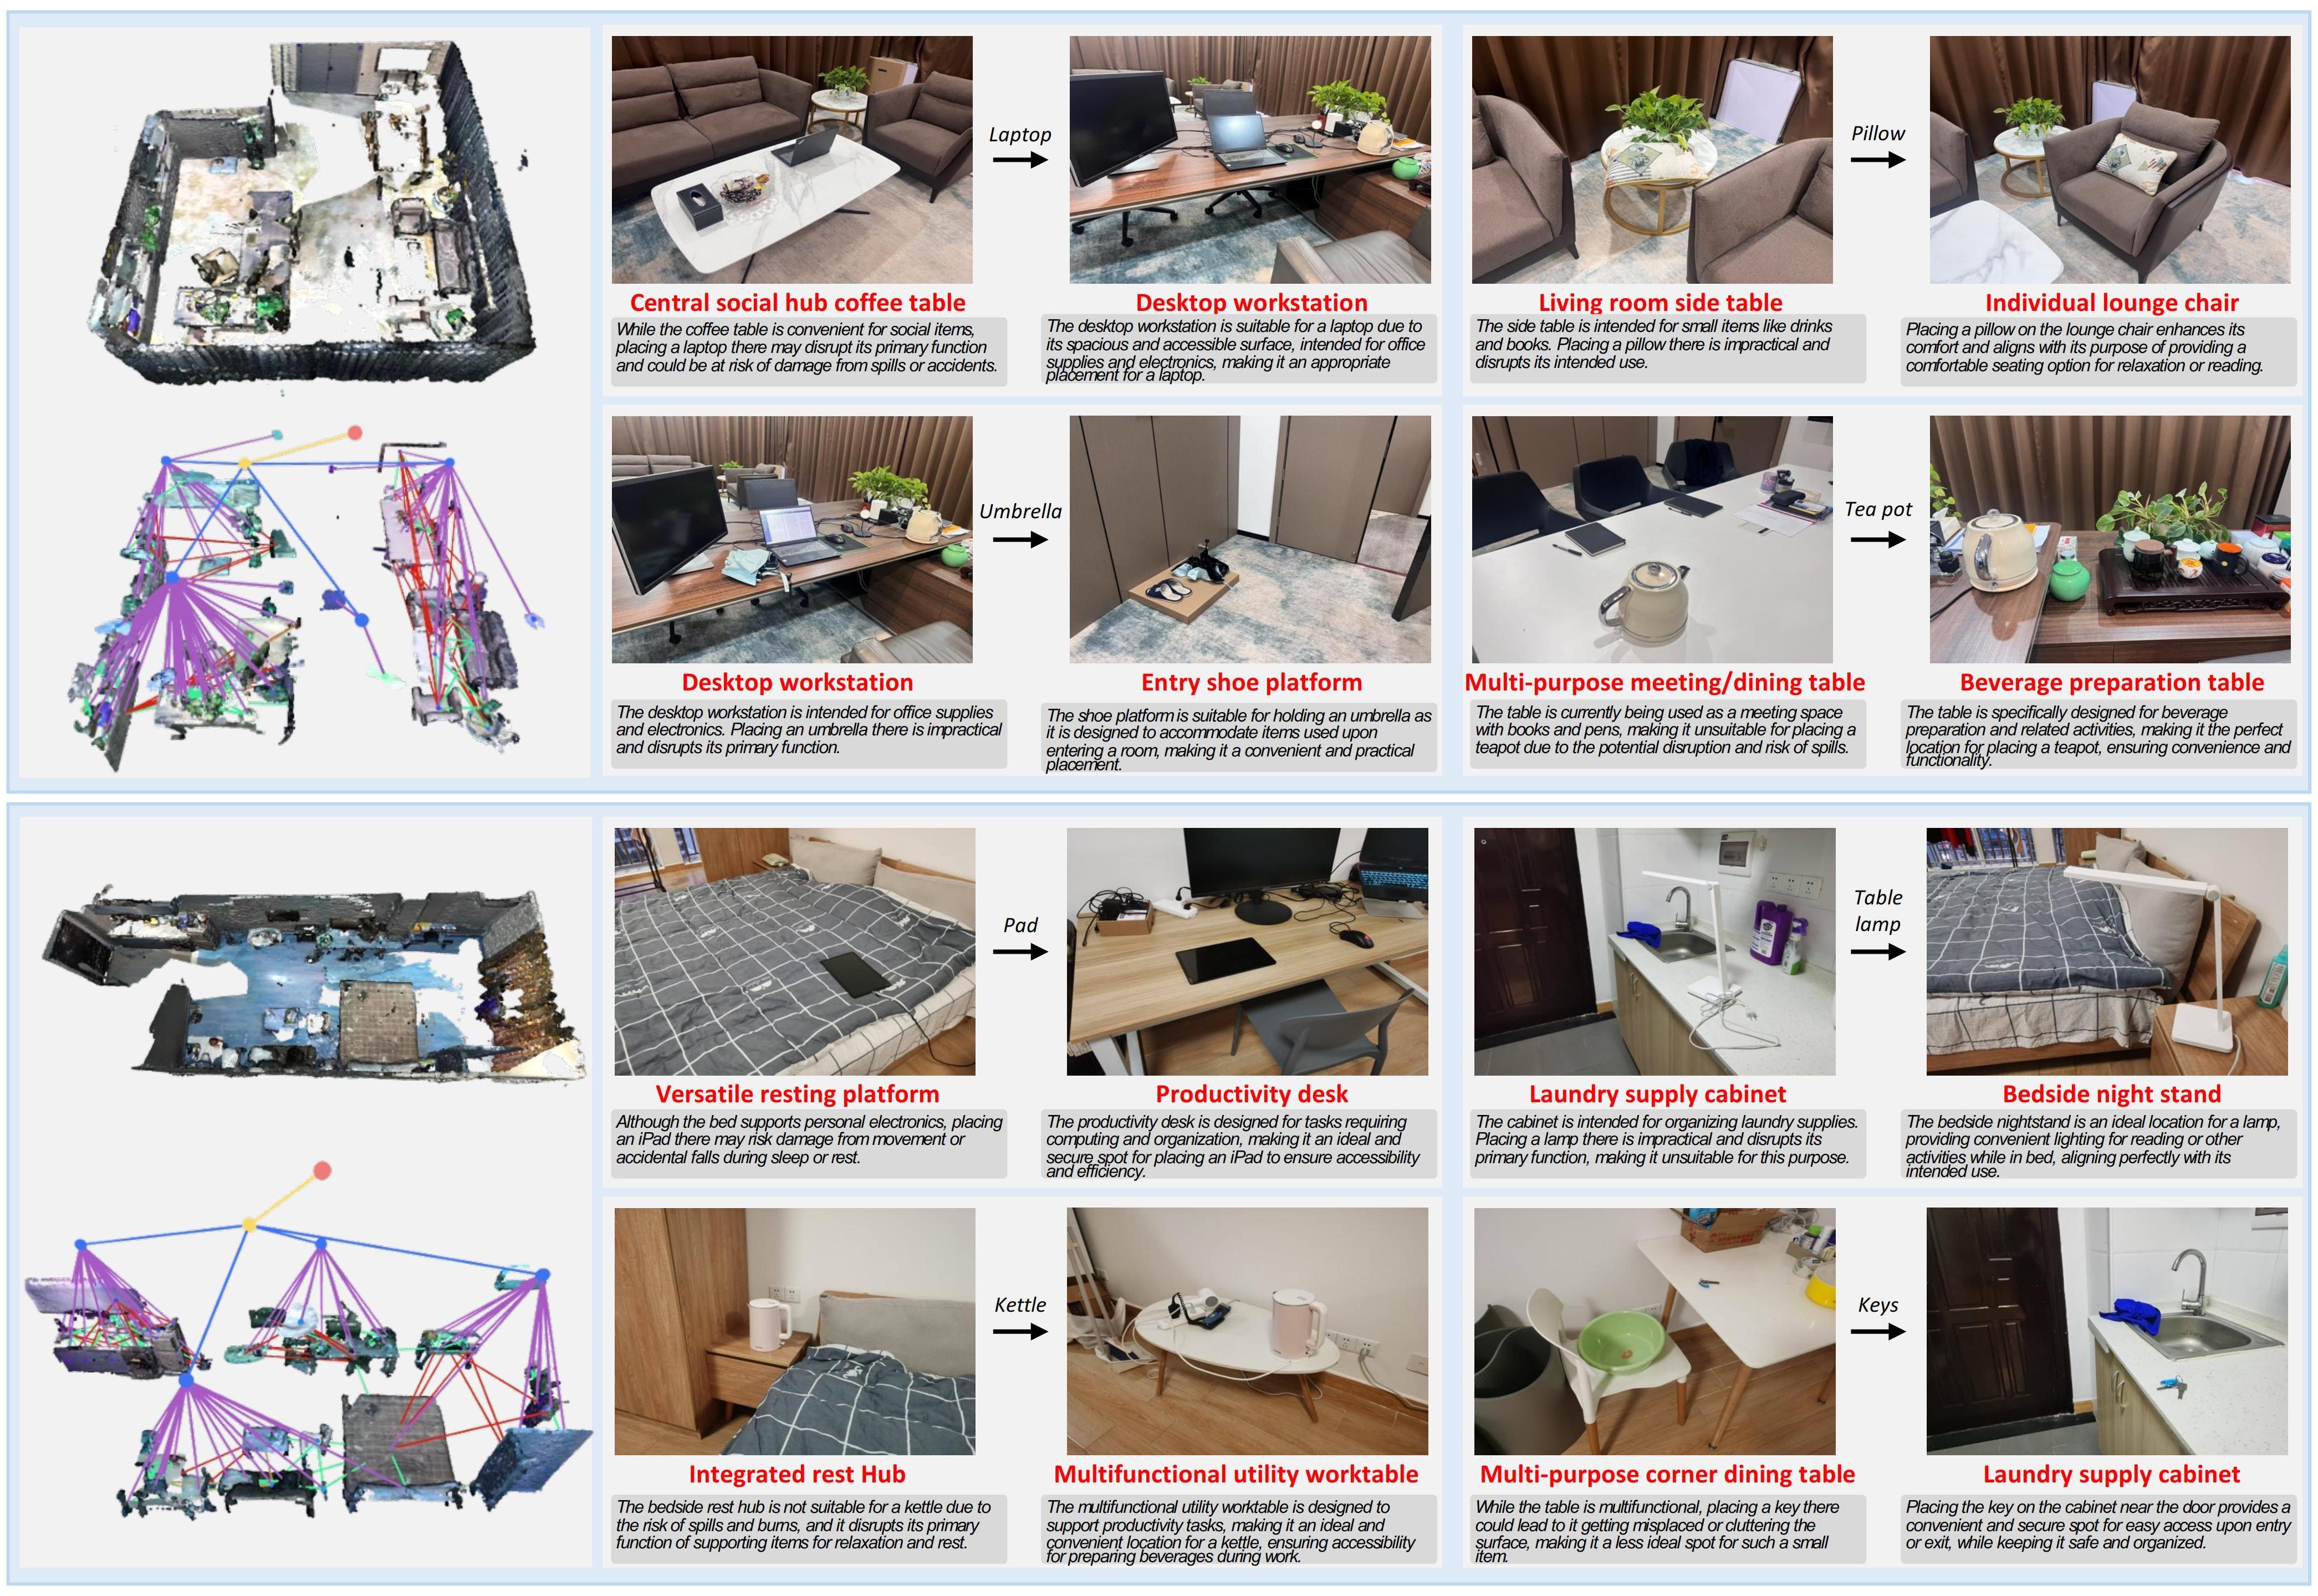 Laptop
Central social hub coffee table
While the coffee table is convenient for social items,
placing a laptop there may disrupt its primary function
and could be at risk of damage from spills or accidents.
Desktop workstation
The desktop workstation is suitable for a laptop due to
its spacious and accessible surface, intended for office
supplies and electronics, making it an appropriate
placement for a laptop.
Pillow
Living room side table
The side table is intended for small items like drinks
and books. Placing a pillow there is impractical and
disrupts its intended use.
Individual lounge chair
Placing a pillow on the lounge chair enhances its
comfort and aligns with its purpose of providing a
comfortable seating option for relaxation or reading.
Umbrella
Desktop workstation
The desktop workstation is intended for office supplies
and electronics. Placing an umbrella there is impractical
and disrupts its primary function.
Entry shoe platform
The shoe platform is suitable for holding an umbrella as
it is designed to accommodate items used upon
entering a room, making it a convenient and practical
placement.
Tea pot
Multi-purpose meeting/dining table
The table is currently being used as a meeting space
with books and pens, making it unsuitable for placing a
teapot due to the potential disruption and risk of spills.
Beverage preparation table
The table is specifically designed for beverage
preparation and related activities, making it the perfect
location for placing a teapot, ensuring convenience and
functionality.
Pad
Versatile resting platform
Although the bed supports personal electronics, placing
an iPad there may risk damage from movement or
accidental falls during sleep or rest.
Productivity desk
The productivity desk is designed for tasks requiring
computing and organization, making it an ideal and
secure spot for placing an iPad to ensure accessibility
and efficiency.
Table
lamp
Laundry supply cabinet
The cabinet is intended for organizing laundry supplies.
Placing a lamp there is impractical and disrupts its
primary function, making it unsuitable for this purpose.
Bedside night stand
The bedside nightstand is an ideal location for a lamp,
providing convenient lighting for reading or other
activities while in bed, aligning perfectly with its
intended use.
Kettle
Integrated rest Hub
The bedside rest hub is not suitable for a kettle due to
the risk of spills and burns, and it disrupts its primary
function of supporting items for relaxation and rest.
Multifunctional utility worktable
The multifunctional utility worktable is designed to
support productivity tasks, making it an ideal and
convenient location for a kettle, ensuring accessibility
for preparing beverages during work.
Keys
Multi-purpose corner dining table
While the table is multifunctional, placing a key there
could lead to it getting misplaced or cluttering the
surface, making it a less ideal spot for such a small
item.
Laundry supply cabinet
Placing the key on the cabinet near the door provides a
convenient and secure spot for easy access upon entry
or exit, while keeping it safe and organized.